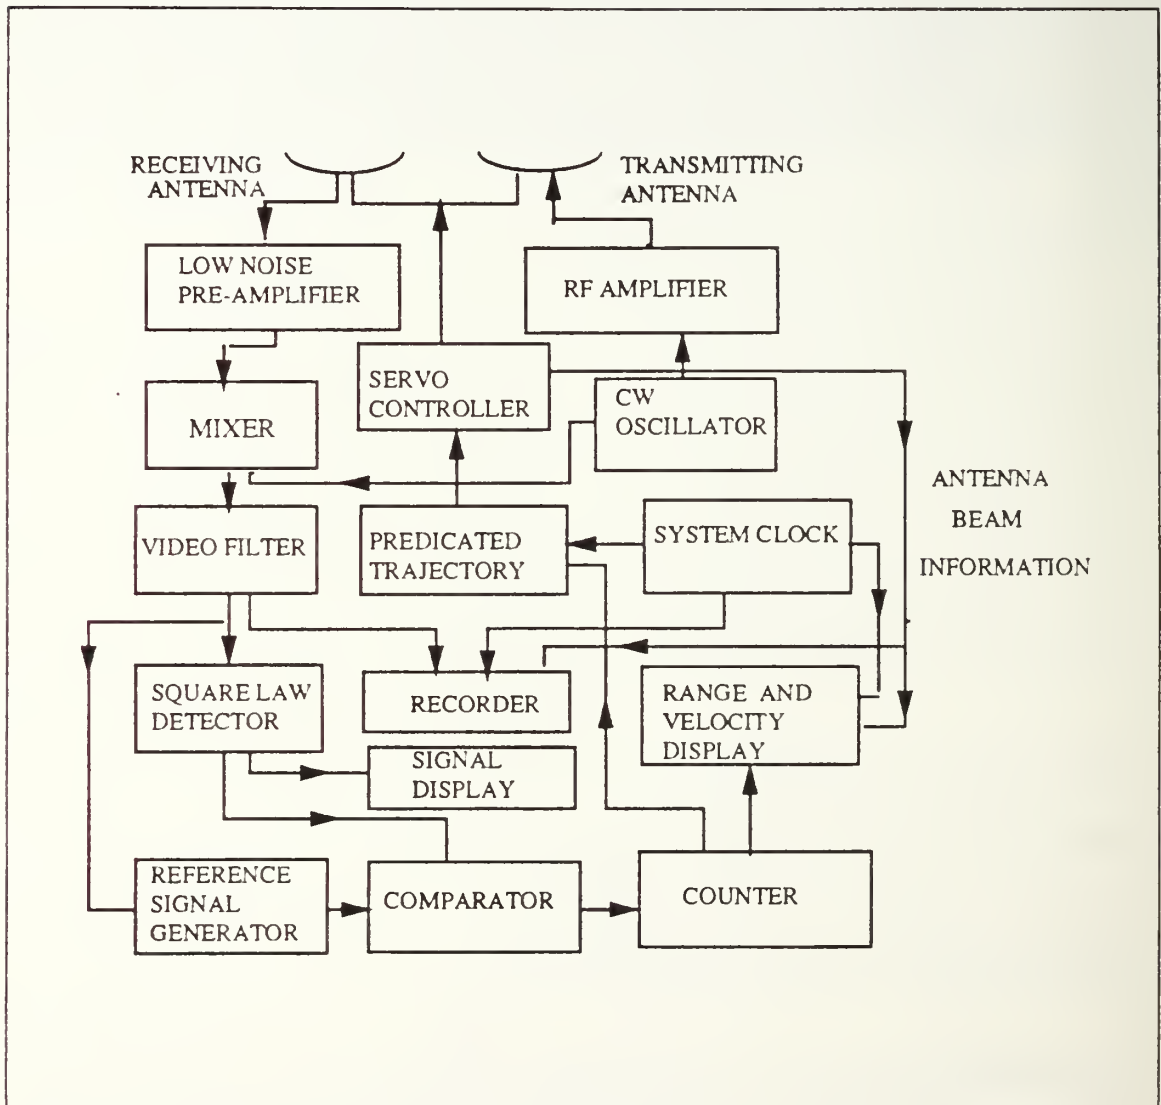 RECEIVING
ANTENNA
TRANSMITTING
ANTENNA
LOW NOISE
PRE-AMPLIFIER
RF AMPLIFIER
SERVO
CONTROLLER
CW
OSCILLATOR
MIXER
ANTENNA
BEAM
INFORMATION
VIDEO FILTER
PREDICATED
TRAJECTORY
SYSTEM CLOCK
SQUARE LAW
DETECTOR
RECORDER
RANGE AND
VELOCITY
DISPLAY
SIGNAL
DISPLAY
REFERENCE
SIGNAL
GENERATOR
COMPARATOR
COUNTER